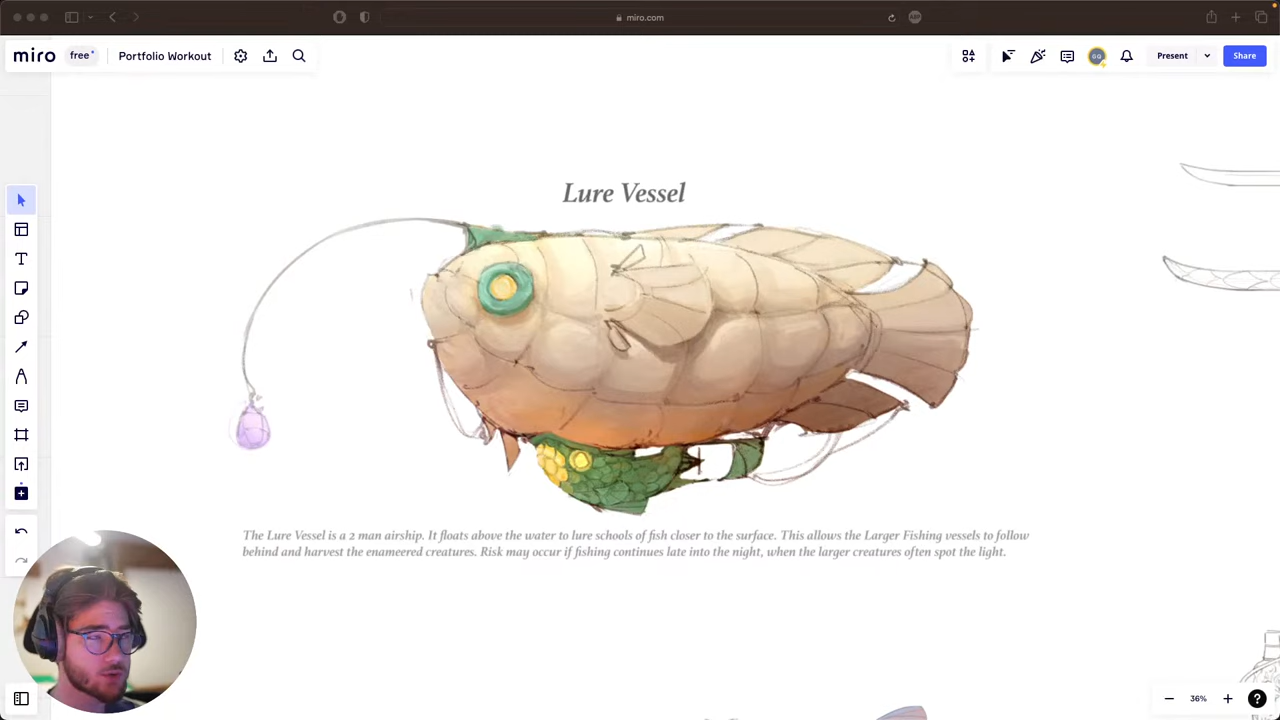 miro.com
miro free Portfolio Workout Present Share
Lure Vessel
The Lure Vessel is a 2 man airship. It floats above the water to lure schools of fish closer to the surface. This allows the Larger Fishing vessels to follow
behind and harvest the enameered creatures. Risk may occur if fishing continues late into the night, when the larger creatures often spot the light.
36%